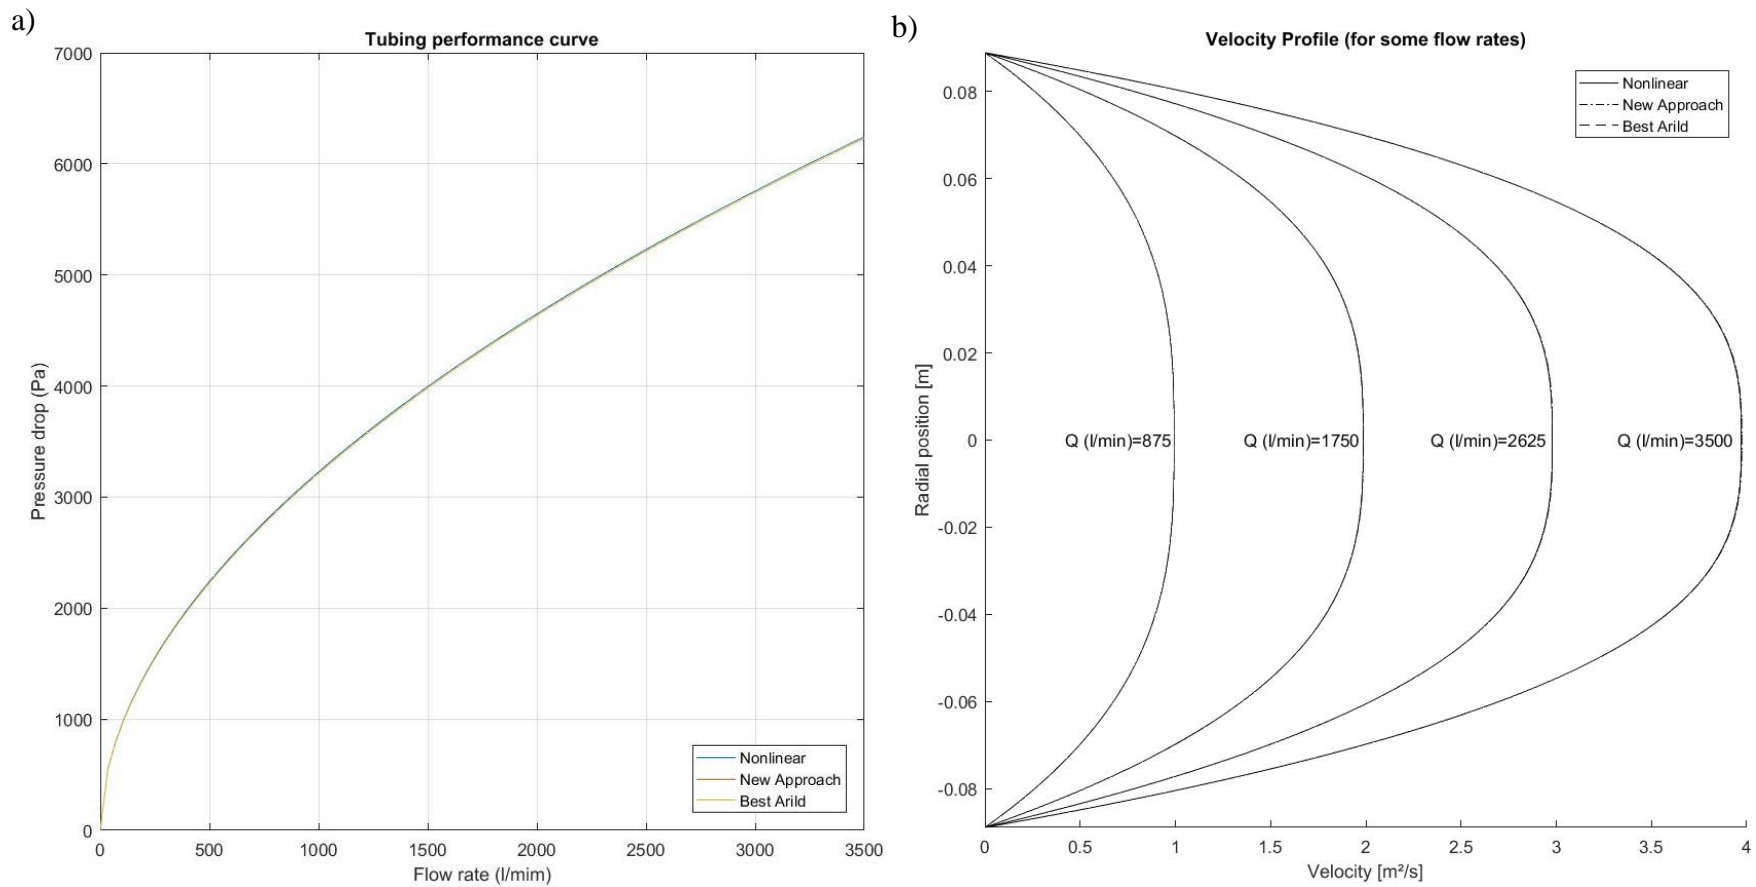 a)
Tubing performance curve
7000
6000
5000
4000
3000
2000
1000
0
Pressure drop (Pa)
0 500 1000 1500 2000 2500 3000 3500
Flow rate (l/mim)
Nonlinear
New Approach
Best Arild
b)
Velocity Profile (for some flow rates)
Nonlinear
New Approach
Best Arild
0.08
0.06
0.04
0.02
0
-0.02
-0.04
-0.06
-0.08
Radial position [m]
Q (l/min)=875 Q (l/min)=1750 Q (l/min)=2625 Q (l/min)=3500
0 0.5 1 1.5 2 2.5 3 3.5 4
Velocity [m²/s]